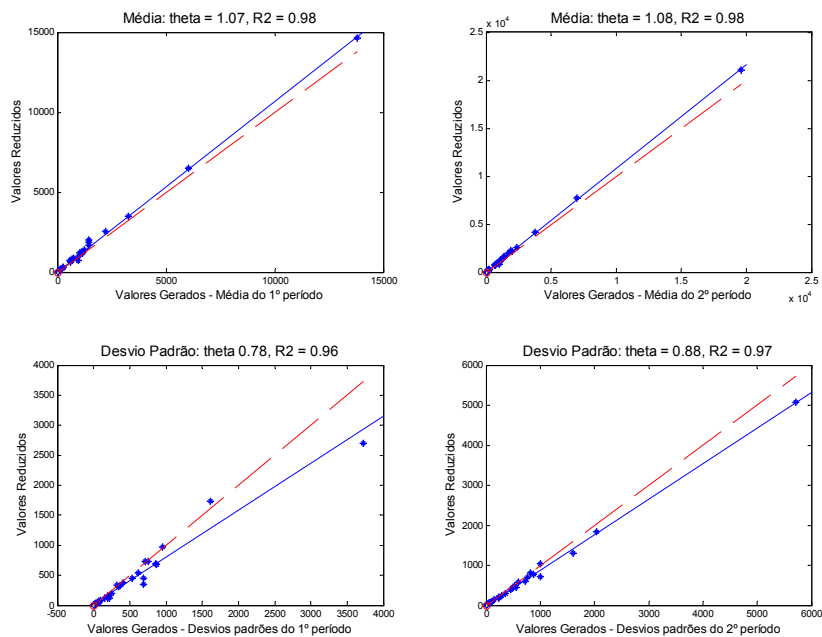 Média: theta = 1.07, R2 = 0.98
15000
10000
5000
0
Valores Reduzidos
0 5000 10000 15000
Valores Gerados - Média do 1º período
Média: theta = 1.08, R2 = 0.98
x 10⁴
2.5
2
1.5
1
0.5
0
Valores Reduzidos
0 0.5 1 1.5 2 2.5
Valores Gerados - Média do 2º período
x 10⁴
Desvio Padrão: theta 0.78, R2 = 0.96
4000
3500
3000
2500
2000
1500
1000
500
0
Valores Reduzidos
-500 0 500 1000 1500 2000 2500 3000 3500 4000
Valores Gerados - Desvios padrões do 1º período
Desvio Padrão: theta = 0.88, R2 = 0.97
6000
5000
4000
3000
2000
1000
0
Valores Reduzidos
0 1000 2000 3000 4000 5000 6000
Valores Gerados - Desvios padrões do 2º período